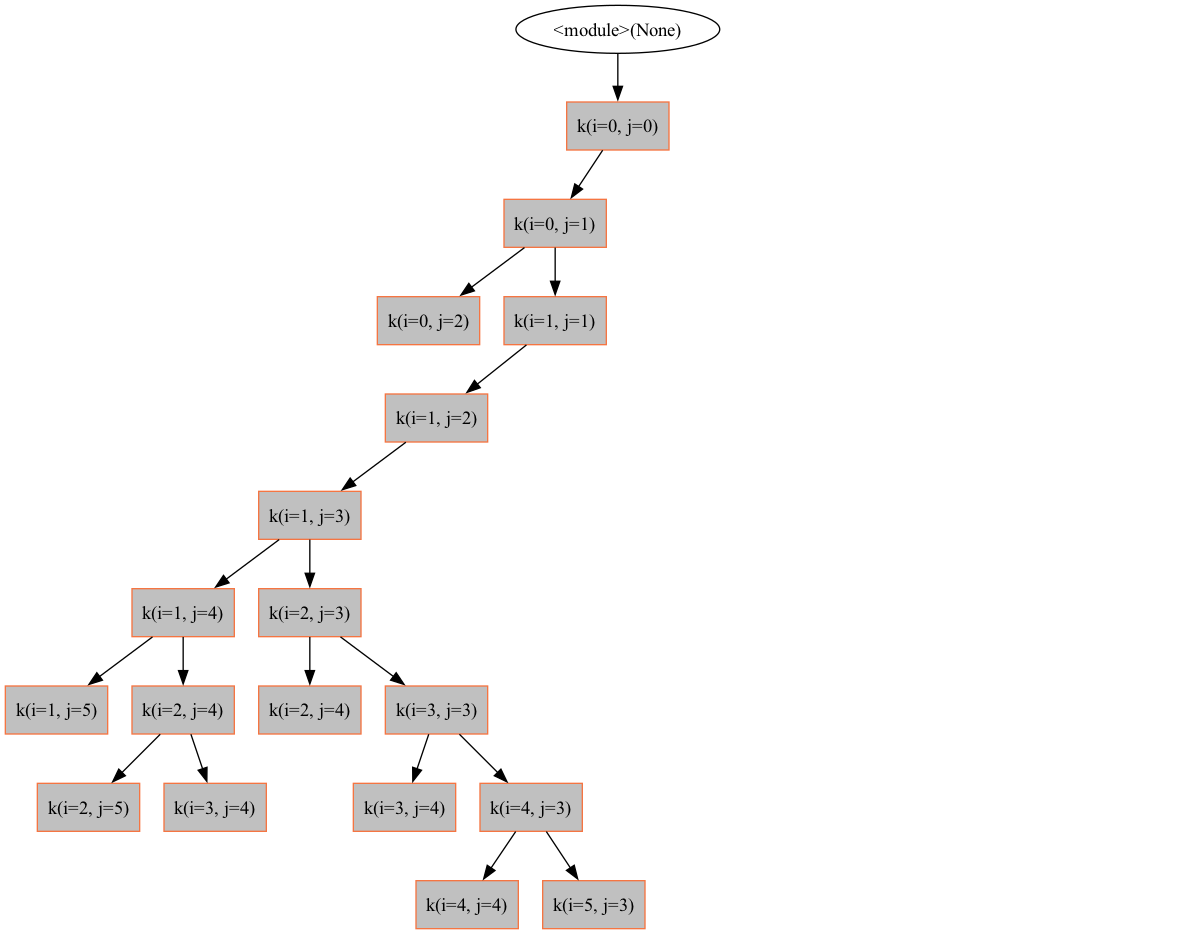 <module>(None)
k(i=0, j=0)
k(i=0, j=1)
k(i=0, j=2)
k(i=1, j=1)
k(i=1, j=2)
k(i=1, j=3)
k(i=1, j=4)
k(i=2, j=3)
k(i=1, j=5)
k(i=2, j=4)
k(i=2, j=4)
k(i=3, j=3)
k(i=2, j=5)
k(i=3, j=4)
k(i=3, j=4)
k(i=4, j=3)
k(i=4, j=4)
k(i=5, j=3)